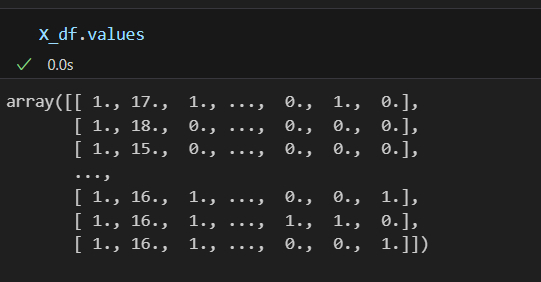 X_df.values
0.0s
array([[ 1., 17.,  1., ...,  0.,  1.,  0.],
       [ 1., 18.,  0., ...,  0.,  0.,  0.],
       [ 1., 15.,  0., ...,  0.,  0.,  0.],
       ...,
       [ 1., 16.,  1., ...,  0.,  0.,  1.],
       [ 1., 16.,  1., ...,  1.,  1.,  0.],
       [ 1., 16.,  1., ...,  0.,  0.,  1.]])